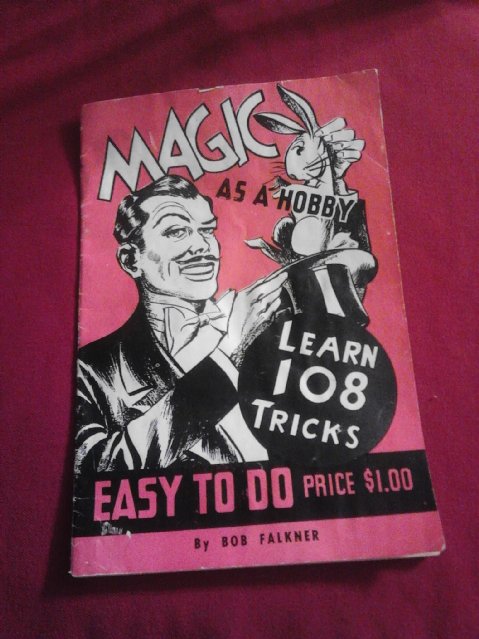 MAGIC
AS A HOBBY
LEARN
108
TRICKS
EASY TO DO PRICE $1.00
By BOB FALKNER